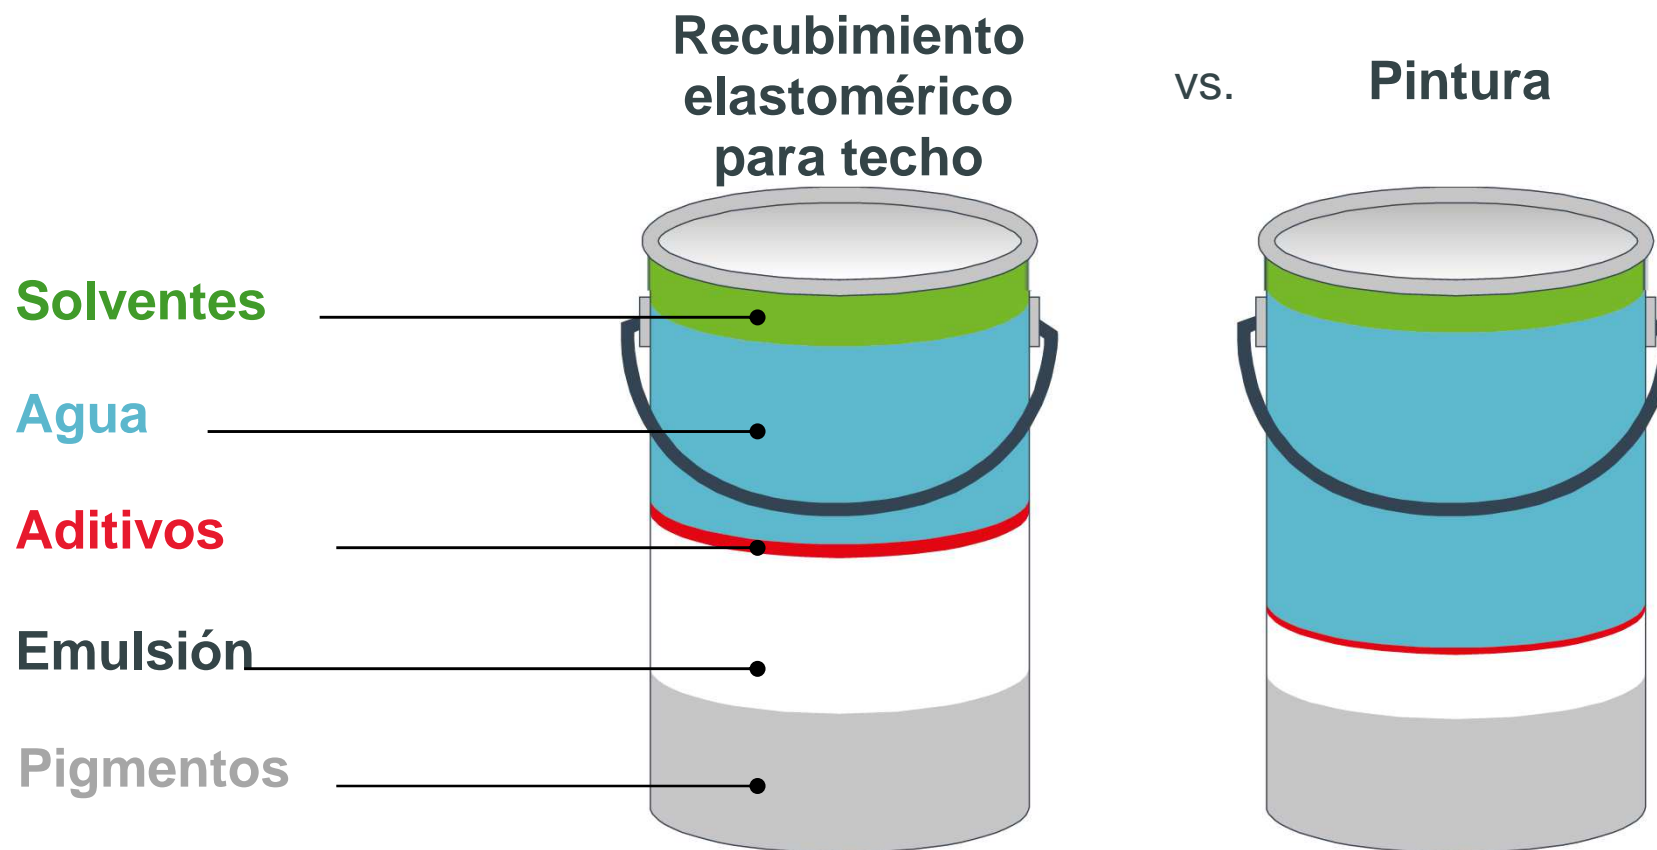 Recubimiento
elastomérico
para techo
vs.
Pintura
Solventes
Agua
Aditivos
Emulsión
Pigmentos